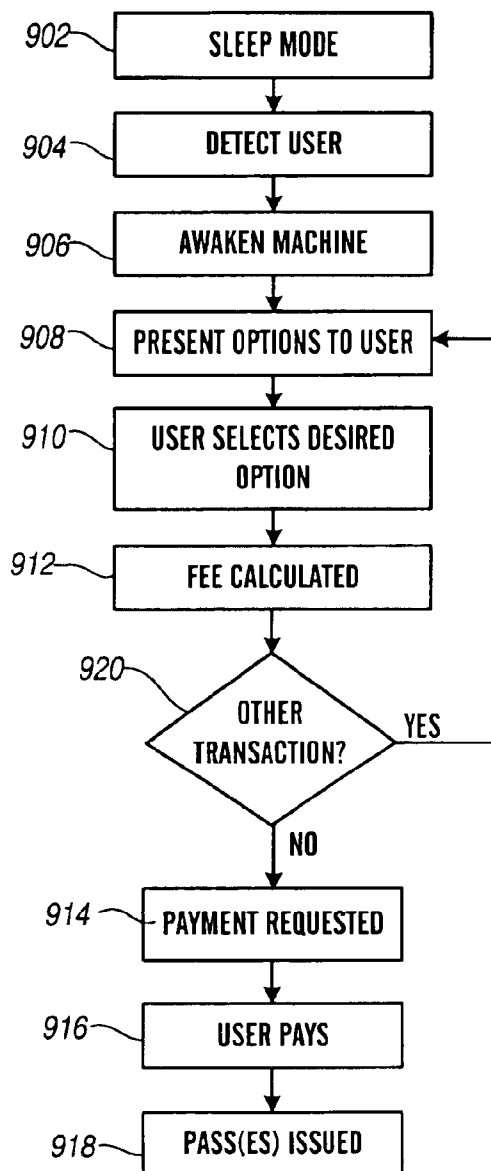 902
SLEEP MODE
904
DETECT USER
906
AWAKEN MACHINE
908
PRESENT OPTIONS TO USER
910
USER SELECTS DESIRED
OPTION
912
FEE CALCULATED
920
OTHER
TRANSACTION?
YES
NO
914
PAYMENT REQUESTED
916
USER PAYS
918
PASS(ES) ISSUED